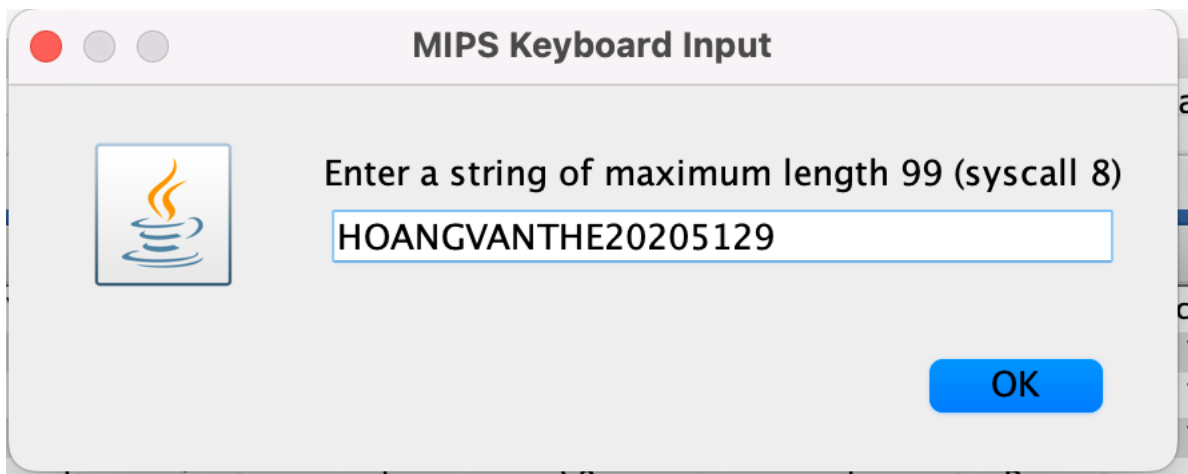 MIPS Keyboard Input
Enter a string of maximum length 99 (syscall 8)
HOANGVANTHE20205129
OK